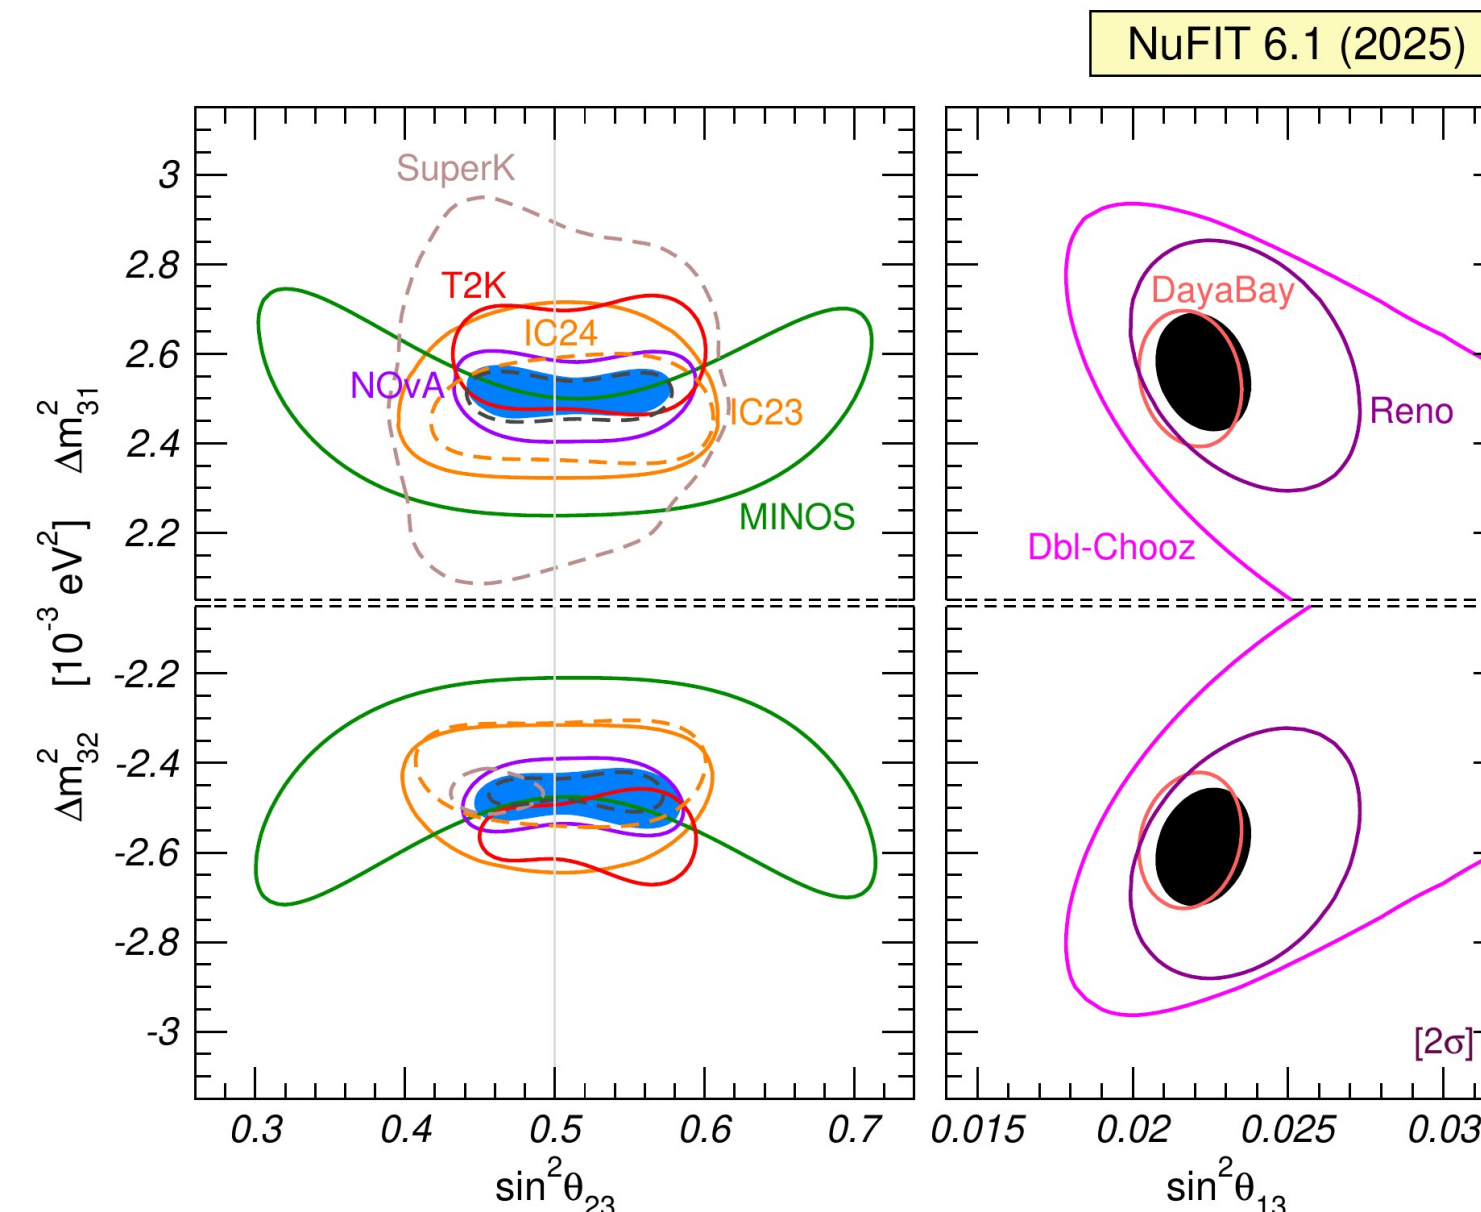 NuFIT 6.1 (2025)
SuperK
T2K
IC24
NOvA
IC23
MINOS
DayaBay
Reno
Dbl-Chooz
[2σ]
3
2.8
2.6
2.4
2.2
-2.2
-2.4
-2.6
-2.8
-3
Δm²₃₁
[10⁻³ eV²]
Δm²₃₂
0.3 0.4 0.5 0.6 0.7
0.015 0.02 0.025 0.03
sin²θ₂₃
sin²θ₁₃